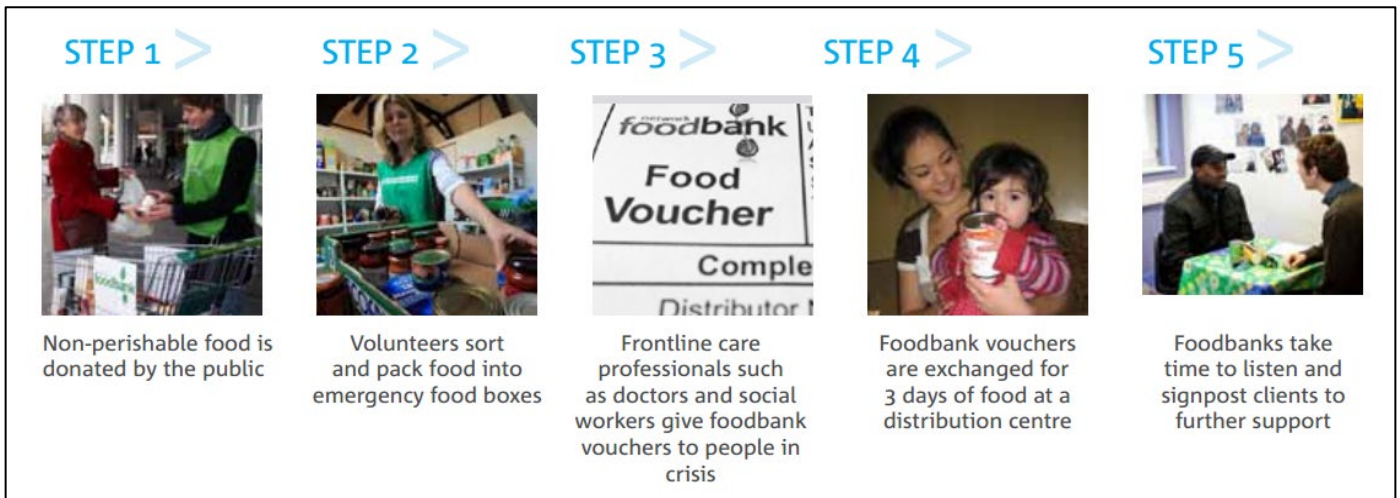 STEP 1 >
STEP 2 >
STEP 3 >
STEP 4 >
STEP 5 >
foodbank
network
foodbank
Food
Voucher
Comple
Distributor
Non-perishable food is
donated by the public
Volunteers sort
and pack food into
emergency food boxes
Frontline care
professionals such
as doctors and social
workers give foodbank
vouchers to people in
crisis
Foodbank vouchers
are exchanged for
3 days of food at a
distribution centre
Foodbanks take
time to listen and
signpost clients to
further support